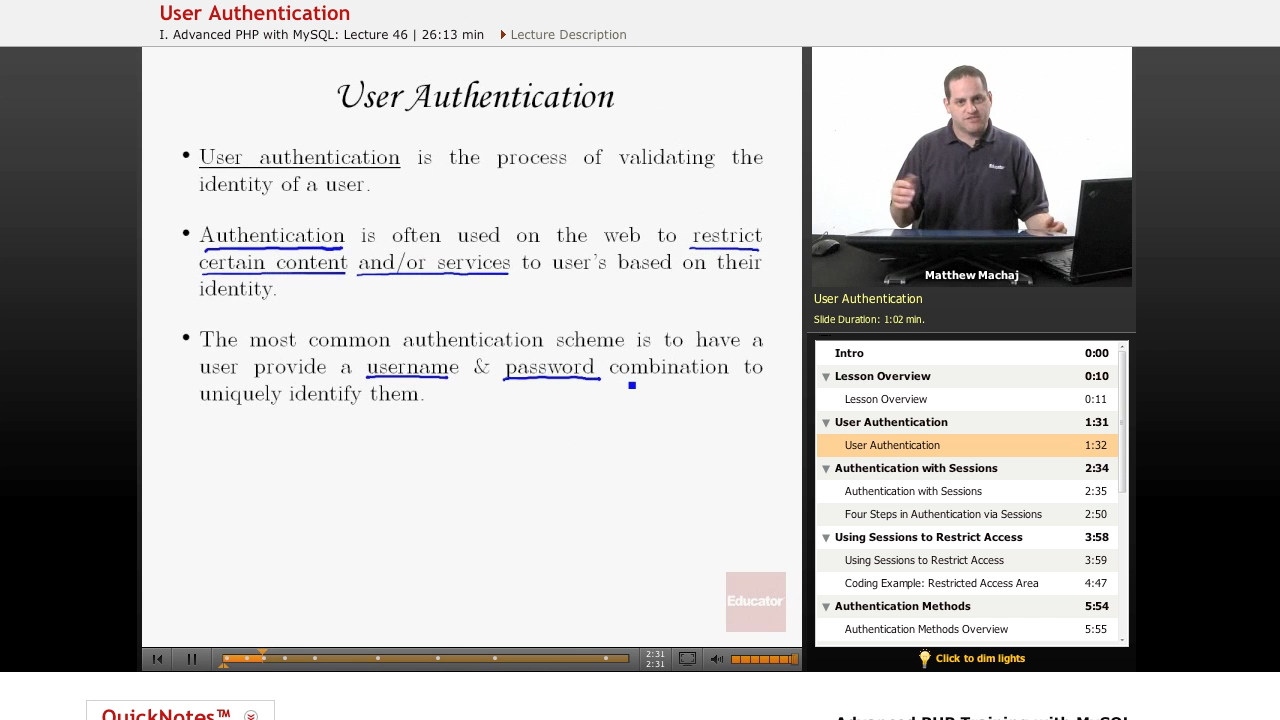 User Authentication
I. Advanced PHP with MySQL: Lecture 46 | 26:13 min Lecture Description
User Authentication
• User authentication is the process of validating the
identity of a user.
• Authentication is often used on the web to restrict
certain content and/or services to user's based on their
identity.
• The most common authentication scheme is to have a
user provide a username & password combination to
uniquely identify them.
Educator
2:31
2:31
Matthew Machaj
User Authentication
Slide Duration: 1:02 min.
Intro 0:00
Lesson Overview 0:10
Lesson Overview 0:11
User Authentication 1:31
User Authentication 1:32
Authentication with Sessions 2:34
Authentication with Sessions 2:35
Four Steps in Authentication via Sessions 2:50
Using Sessions to Restrict Access 3:58
Using Sessions to Restrict Access 3:59
Coding Example: Restricted Access Area 4:47
Authentication Methods 5:54
Authentication Methods Overview 5:55
Click to dim lights
QuickNotes™
Advanced PHP Training with MySQL